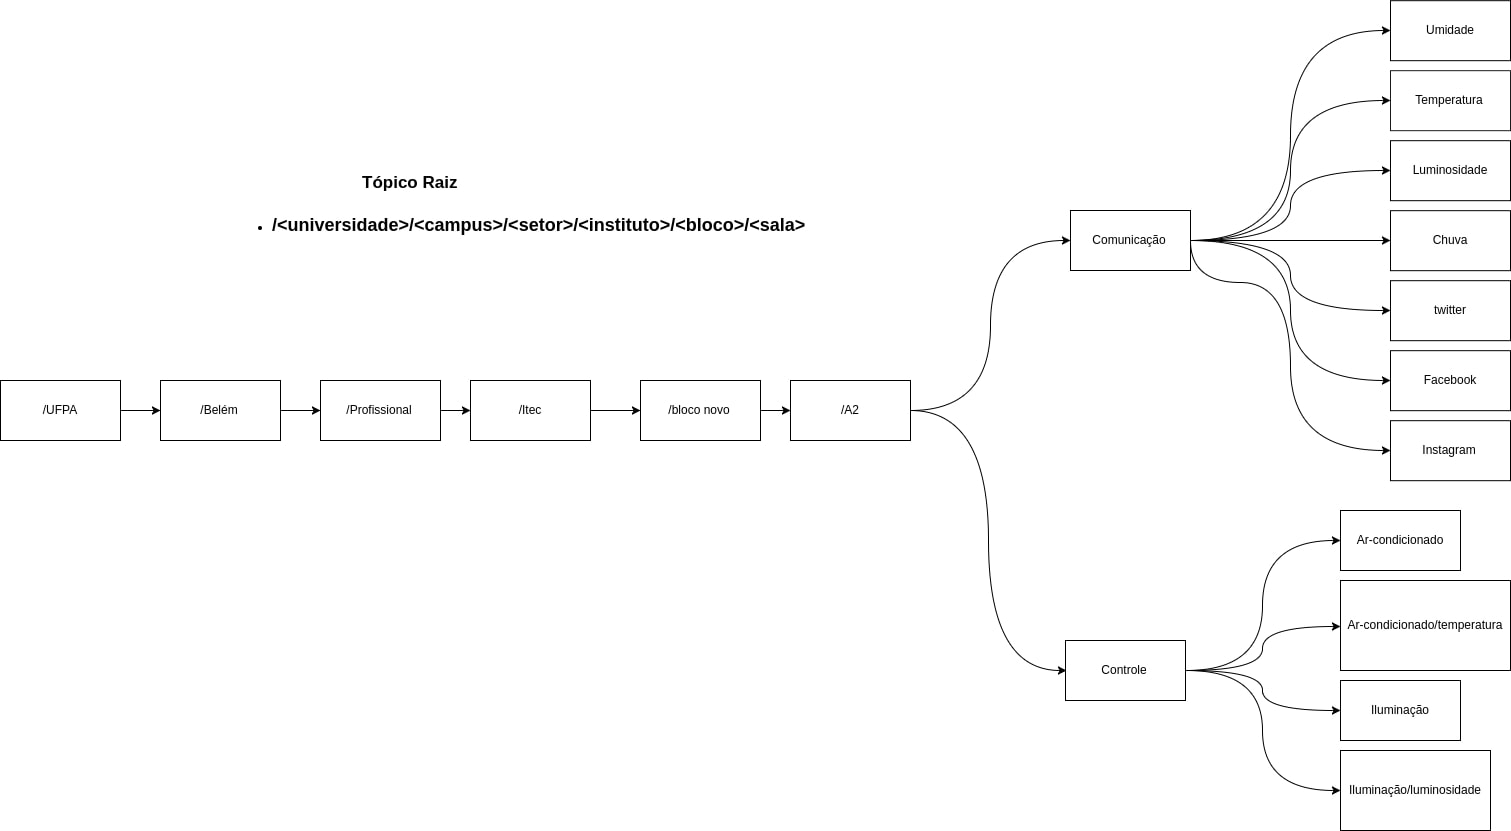 Tópico Raiz
/<universidade>/<campus>/<setor>/<instituto>/<bloco>/<sala>
/UFPA
/Belém
/Profissional
/Itec
/bloco novo
/A2
Comunicação
Umidade
Temperatura
Luminosidade
Chuva
twitter
Facebook
Instagram
Controle
Ar-condicionado
Ar-condicionado/temperatura
Iluminação
Iluminação/luminosidade